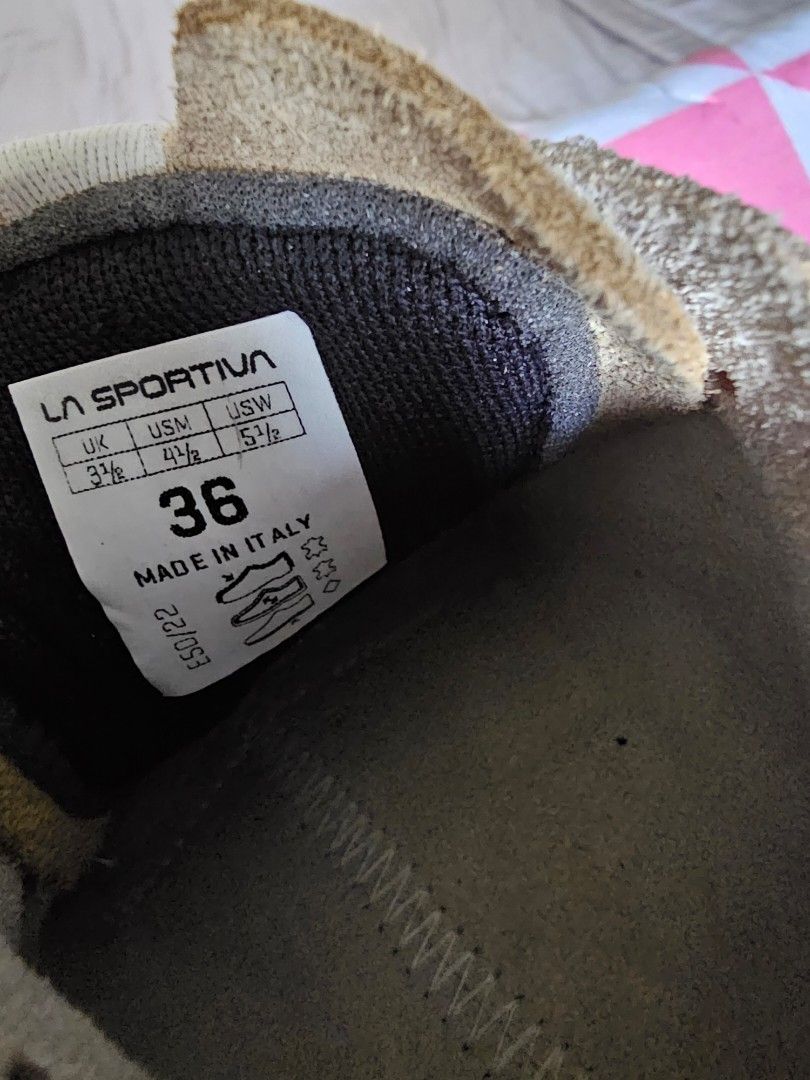 LA SPORTIVA
UK USM USW
3½ 4½ 5½
36
MADE IN ITALY
E50/22